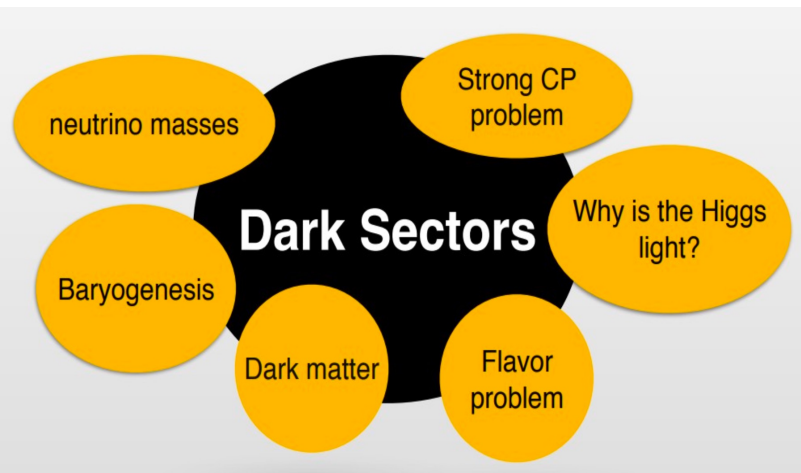 Strong CP
problem
neutrino masses
Dark Sectors
Why is the Higgs
light?
Baryogenesis
Dark matter
Flavor
problem